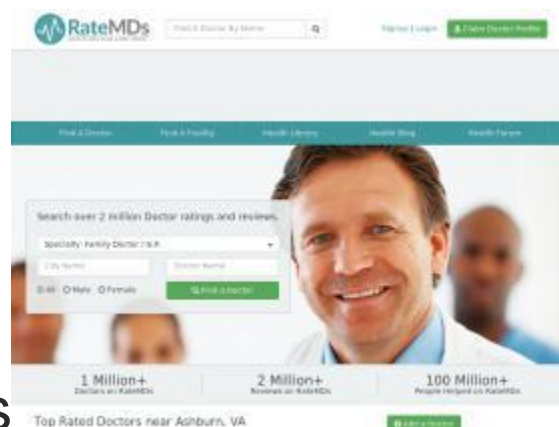 RateMDs
Find A Doctor By Name
Signup | Login
Claim Doctor Profile
Find A Doctor
Find A Facility
Health Library
Health Blog
Health Forum
Search over 2 million Doctor ratings and reviews.
Specialty: Family Doctor / G.P.
City Name
Doctor Name
All Male Female
Find a Doctor
1 Million+
Doctors on RateMDs
2 Million+
Reviews on RateMDs
100 Million+
People Helped on RateMDs
s
Top Rated Doctors near Ashburn, VA
Add a Doctor